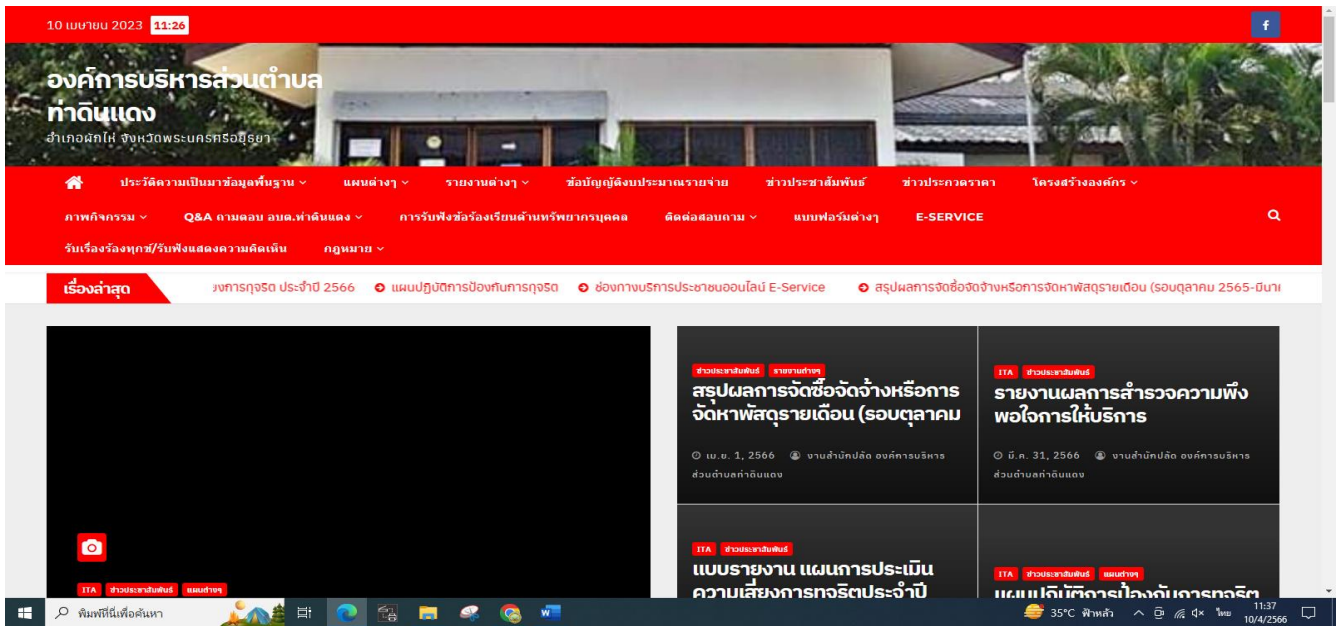 10 เมษายน 2023 11:26
f
องค์การบริหารส่วนตำบล
ท่าดินแดง
อำเภอผักไห่ จังหวัดพระนครศรีอยุธยา
ประวัติความเป็นมาข้อมูลพื้นฐาน แผนต่างๆ รายงานต่างๆ ข้อบัญญัติงบประมาณรายจ่าย ข่าวประชาสัมพันธ์ ข่าวประกวดราคา โครงสร้างองค์กร
ภาพกิจกรรม Q&A ถามตอบ อบต.ท่าดินแดง การรับฟังข้อร้องเรียนด้านทรัพยากรบุคคล ติดต่อสอบถาม แบบฟอร์มต่างๆ E-SERVICE
รับเรื่องร้องทุกข์/รับฟังแสดงความคิดเห็น กฎหมาย
เรื่องล่าสุด งการทุจริต ประจำปี 2566 แผนปฏิบัติการป้องกันการทุจริต ช่องทางบริการประชาชนออนไลน์ E-Service สรุปผลการจัดซื้อจัดจ้างหรือการจัดหาพัสดุรายเดือน (รอบตุลาคม 2565-มีนา
ข่าวประชาสัมพันธ์ รายงานต่างๆ
สรุปผลการจัดซื้อจัดจ้างหรือการ
จัดหาพัสดุรายเดือน (รอบตุลาคม
เม.ย. 1, 2566 งานสำนักปลัด องค์การบริหาร
ส่วนตำบลท่าดินแดง
ITA ข่าวประชาสัมพันธ์
รายงานผลการสำรวจความพึง
พอใจการให้บริการ
มี.ค. 31, 2566 งานสำนักปลัด องค์การบริหาร
ส่วนตำบลท่าดินแดง
ITA ข่าวประชาสัมพันธ์ แผนต่างๆ
ITA ข่าวประชาสัมพันธ์
แบบรายงาน แผนการประเมิน
ความเสี่ยงการทุจริตประจำปี
ITA ข่าวประชาสัมพันธ์ แผนต่างๆ
แผนปฏิบัติการป้องกันการทุจริต
พิมพ์ที่นี่เพื่อค้นหา
35°C ฟ้าหลัว ไทย 11:37
10/4/2566